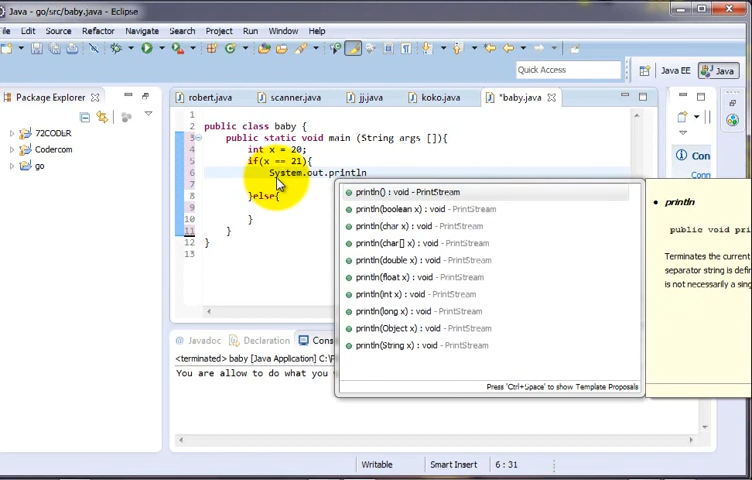 Java - go/src/baby.java - Eclipse
File Edit Source Refactor Navigate Search Project Run Window Help
Quick Access
Java EE
Java
Package Explorer
72CODER
Codercom
go
robert.java scanner.java jj.java koko.java *baby.java
1
2 public class baby {
3 public static void main (String args []){
4 int x = 20;
5 if(x == 21){
6 System.out.println
7
8 }else{
9
10 }
11 }
12 }
13
println() : void - PrintStream
println(boolean x) : void - PrintStream
println(char x) : void - PrintStream
println(char[] x) : void - PrintStream
println(double x) : void - PrintStream
println(float x) : void - PrintStream
println(int x) : void - PrintStream
println(long x) : void - PrintStream
println(Object x) : void - PrintStream
println(String x) : void - PrintStream
Press 'Ctrl+Space' to show Template Proposals
Con
println
public void pri
Terminates the current
separator string is defin
is not necessarily a sing
Javadoc Declaration Cons
<terminated> baby [Java Application] C:\P
You are allow to do what you
Writable Smart Insert 6 : 31